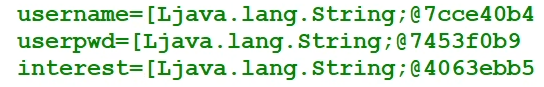 username=[Ljava.lang.String;@7cce40b4
userpwd=[Ljava.lang.String;@7453f0b9
interest=[Ljava.lang.String;@4063ebb5